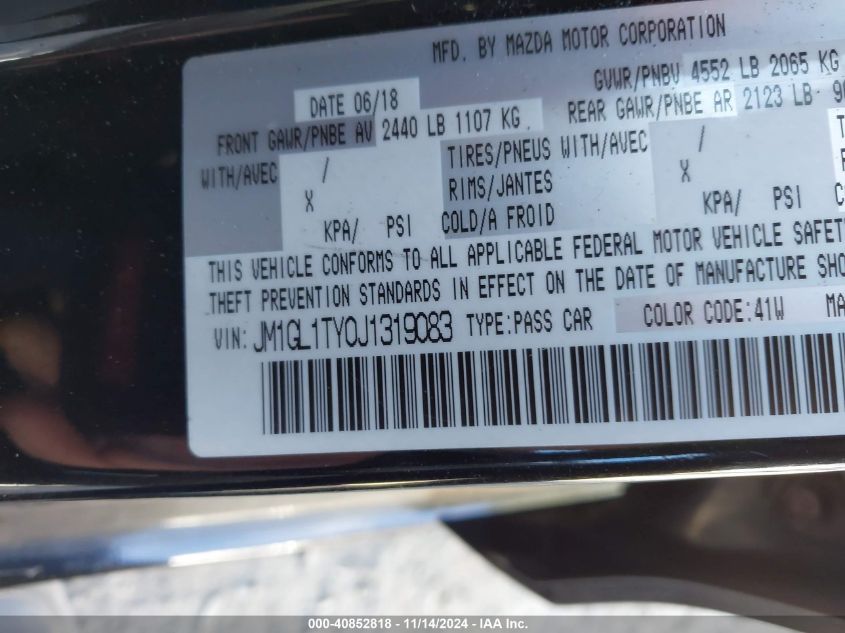 MFD. BY MAZDA MOTOR CORPORATION
GVWR/PNBV 4552 LB 2065 KG
DATE 06/18
FRONT GAWR/PNBE AV 2440 LB 1107 KG
REAR GAWR/PNBE AR 2123 LB
WITH/AVEC / TIRES/PNEUS WITH/AVEC /
X RIMS/JANTES X
KPA/ PSI COLD/A FROID KPA/ PSI
THIS VEHICLE CONFORMS TO ALL APPLICABLE FEDERAL MOTOR VEHICLE SAFET
THEFT PREVENTION STANDARDS IN EFFECT ON THE DATE OF MANUFACTURE SHO
VIN: JM1GL1TY0J1319083 TYPE:PASS CAR COLOR CODE:41W MA
000-40852818 - 11/14/2024 - IAAI Inc.